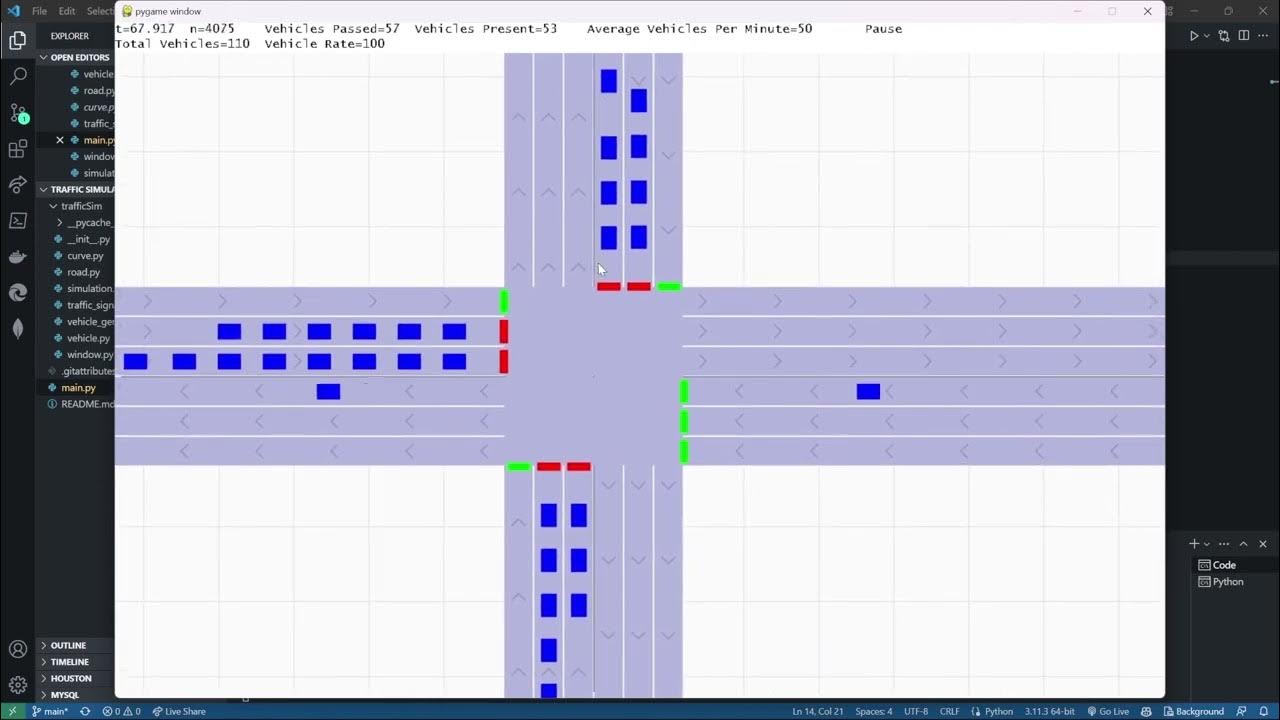 File Edit Select
pygame window
t=67.917 n=4075 Vehicles Passed=57 Vehicles Present=53 Average Vehicles Per Minute=50 Pause
Total Vehicles=110 Vehicle Rate=100
EXPLORER
OPEN EDITORS
vehicle
road.py
curve.p
traffic_s
main.py
window
simulat
TRAFFIC SIMULA
trafficSim
__pycache_
__init__.py
curve.py
road.py
simulation.
traffic_sign
vehicle_ger
vehicle.py
window.py
.gitattributes
main.py
README.md
OUTLINE
TIMELINE
HOUSTON
MYSQL
Code
Python
1
main* 0 0 Live Share
Ln 14, Col 21 Spaces: 4 UTF-8 CRLF Python 3.11.3 64-bit Go Live Background